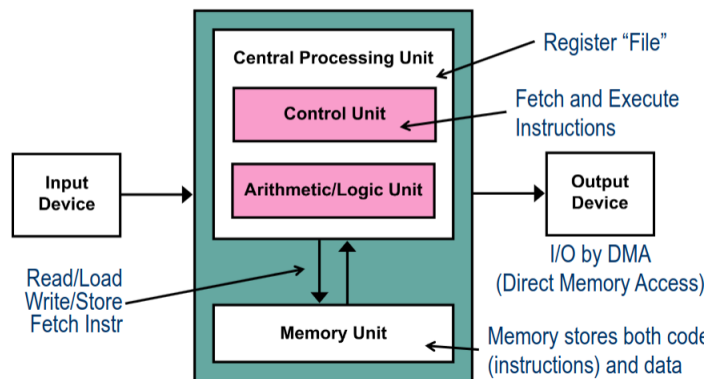 Central Processing Unit
Register “File”
Control Unit
Fetch and Execute
Instructions
Input
Device
Arithmetic/Logic Unit
Output
Device
I/O by DMA
(Direct Memory Access)
Read/Load
Write/Store
Fetch Instr
Memory Unit
Memory stores both code
(instructions) and data